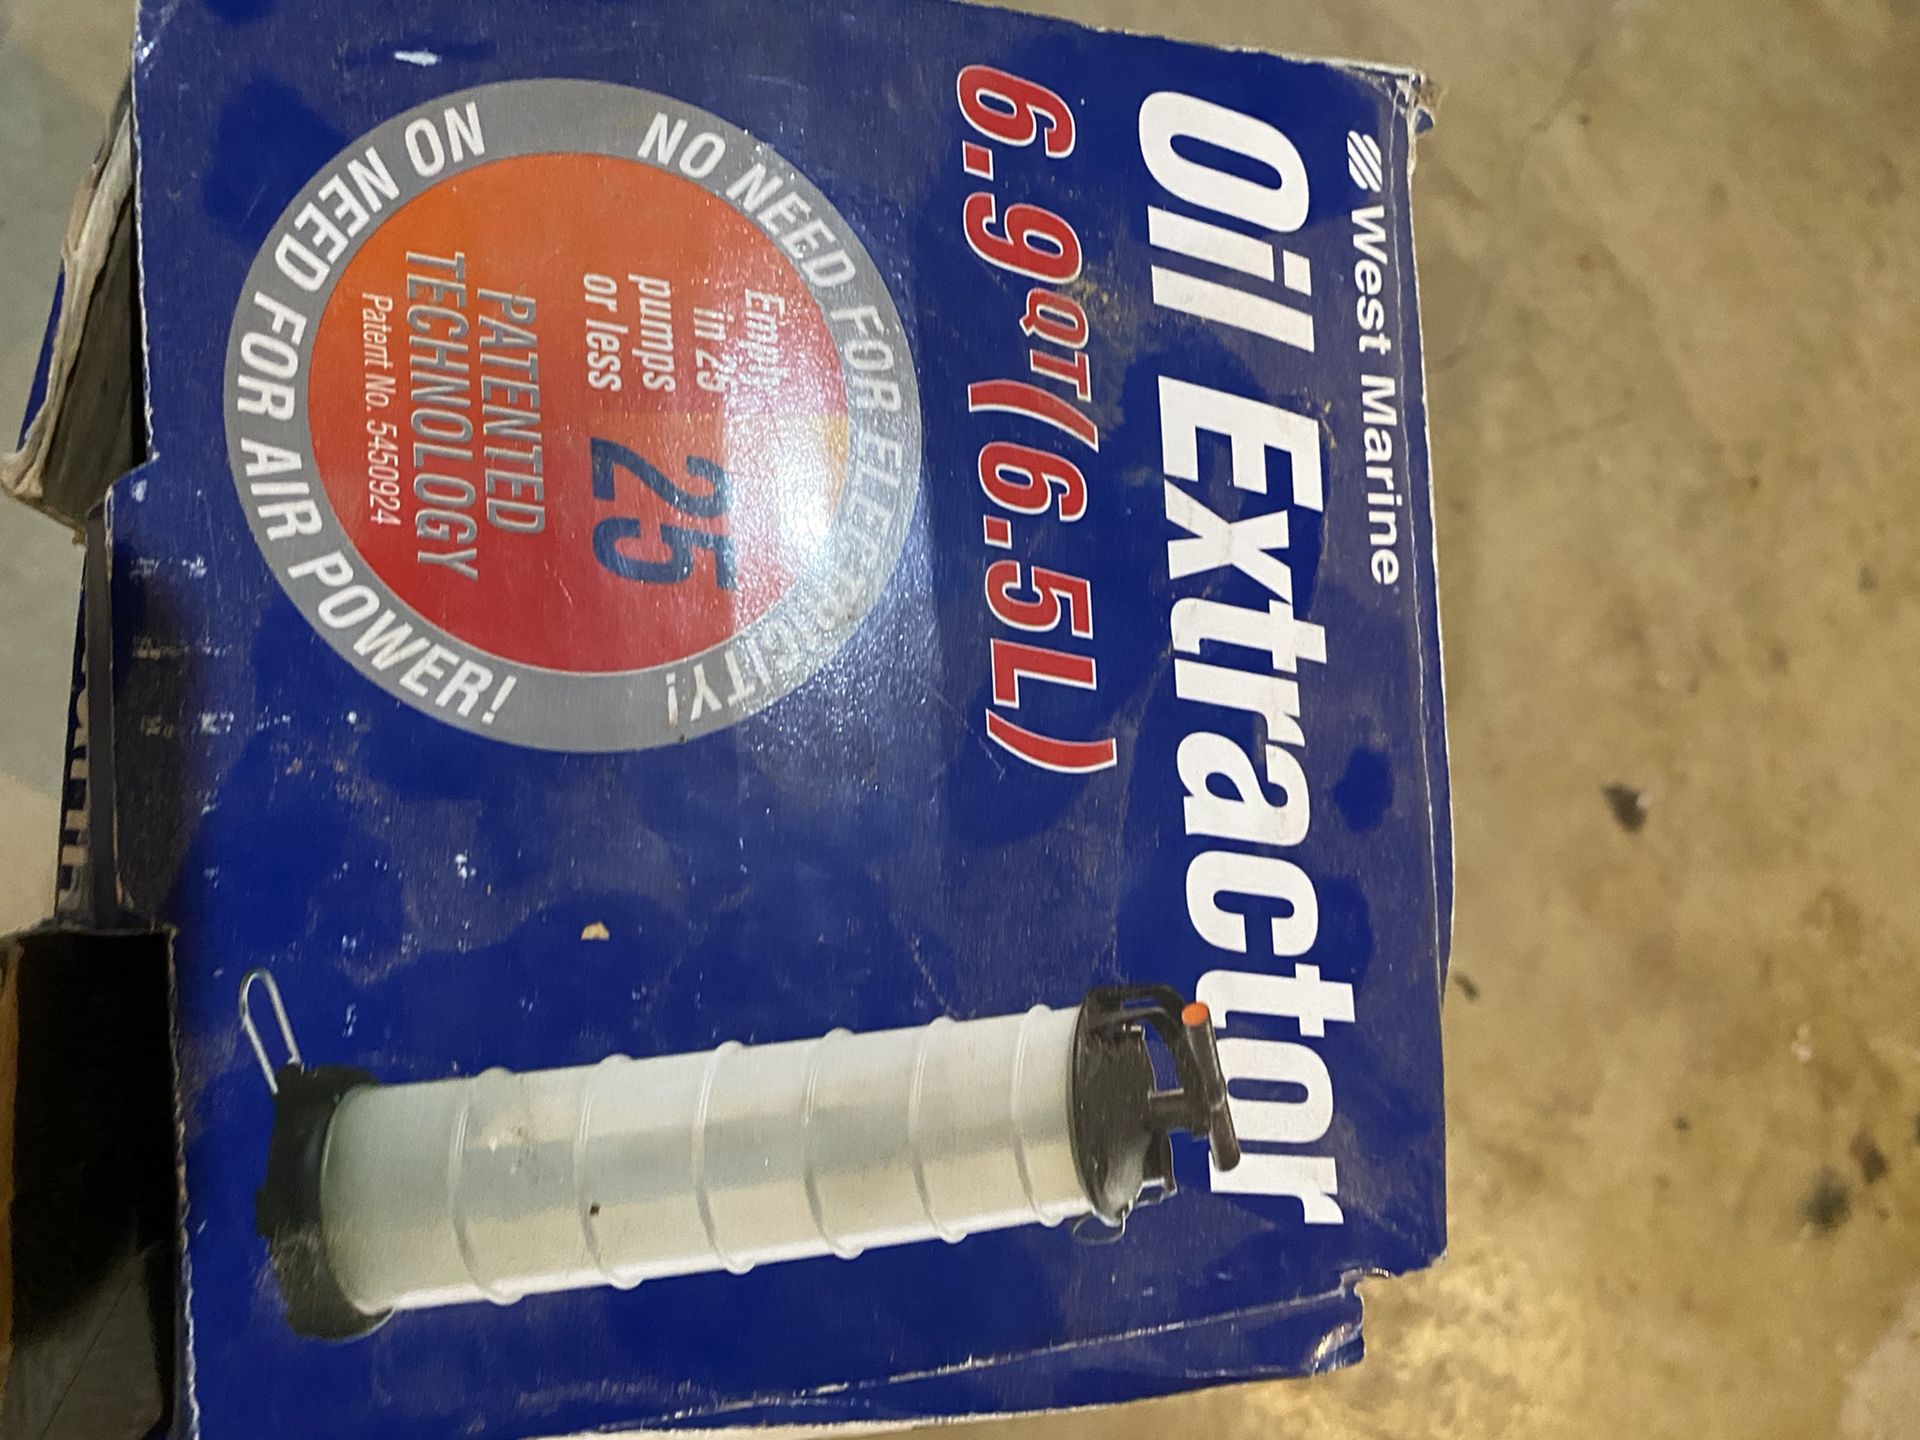 West Marine
Oil Extractor
6.9QT(6.5L)
NO NEED FOR ELECTRICITY!
Empty
in 25
pumps
or less
25
PATENTED
TECHNOLOGY
Patent No. 5450924
NO NEED FOR AIR POWER!